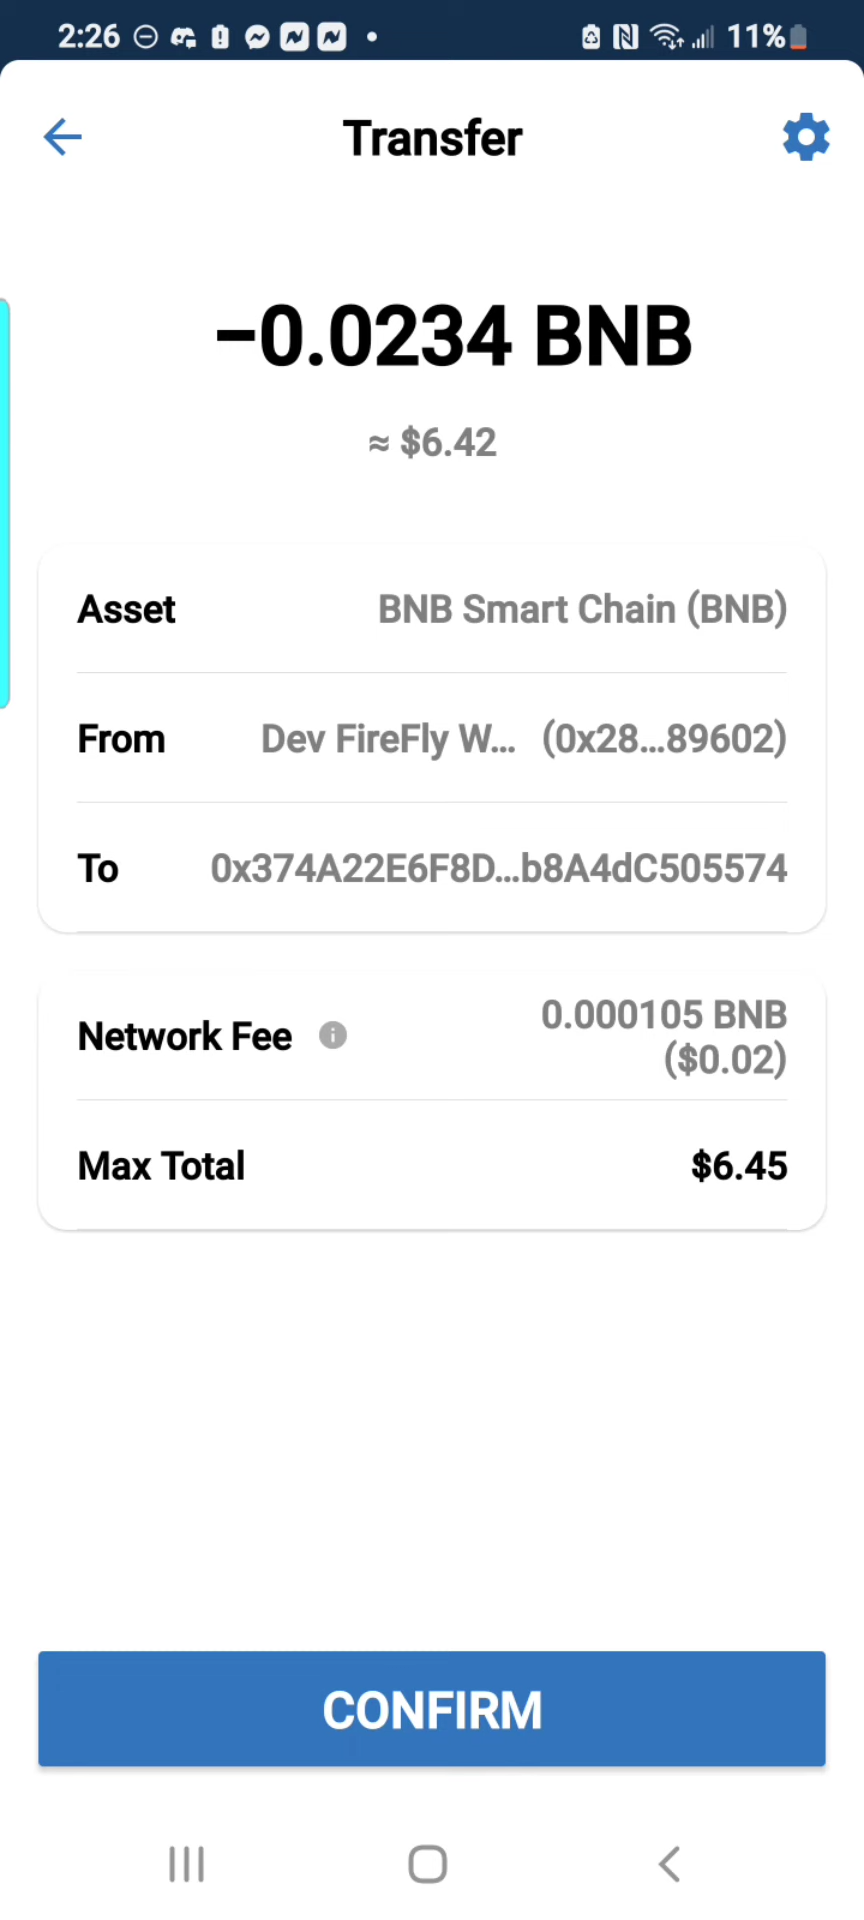 2:26 11%
Transfer
−0.0234 BNB
≈ $6.42
Asset BNB Smart Chain (BNB)
From Dev FireFly W... (0x28...89602)
To 0x374A22E6F8D...b8A4dC505574
Network Fee 0.000105 BNB
($0.02)
Max Total $6.45
CONFIRM